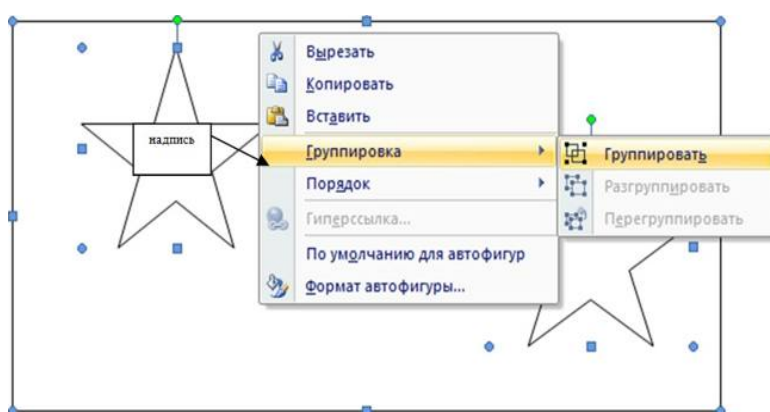 надпись
Вырезать
Копировать
Вставить
Группировка
Порядок
Гиперссылка...
По умолчанию для автофигур
Формат автофигуры...
Группировать
Разгруппировать
Перегруппировать